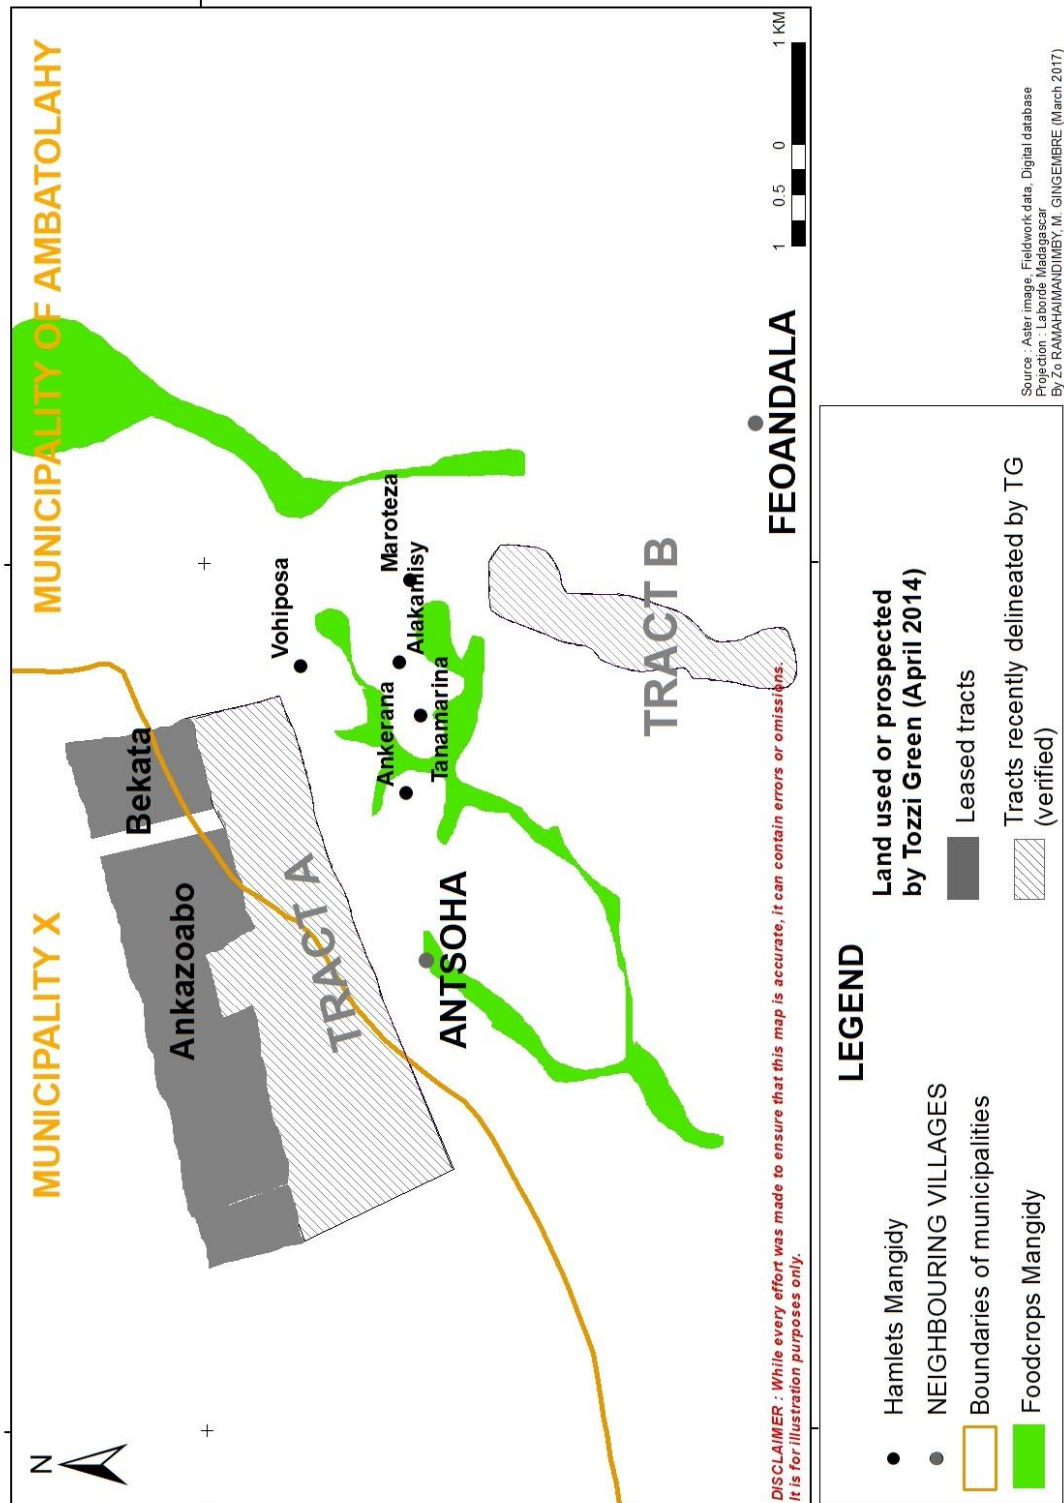 MUNICIPALITY X
MUNICIPALITY OF AMBATOLAHY
N
Bekata
Ankazoabo
Vohiposa
TRACT A
Maroteza
Alakamisy
Ankerana
Tanamarina
ANTSOHA
TRACT B
FEOANDALA
1
0.5
0
1 KM
DISCLAIMER : While every effort was made to ensure that this map is accurate, it can contain errors or omissions.
It is for illustration purposes only.
LEGEND
Hamlets Mangidy
NEIGHBOURING VILLAGES
Boundaries of municipalities
Foodcrops Mangidy
Land used or prospected
by Tozzi Green (April 2014)
Leased tracts
Tracts recently delineated by TG
(verified)
Source : Aster image, Fieldwork data, Digital database
Projection : Laborde Madagascar
By Zo RAMAHAIMANDIMBY, M. GINGEMBRE (March 2017)